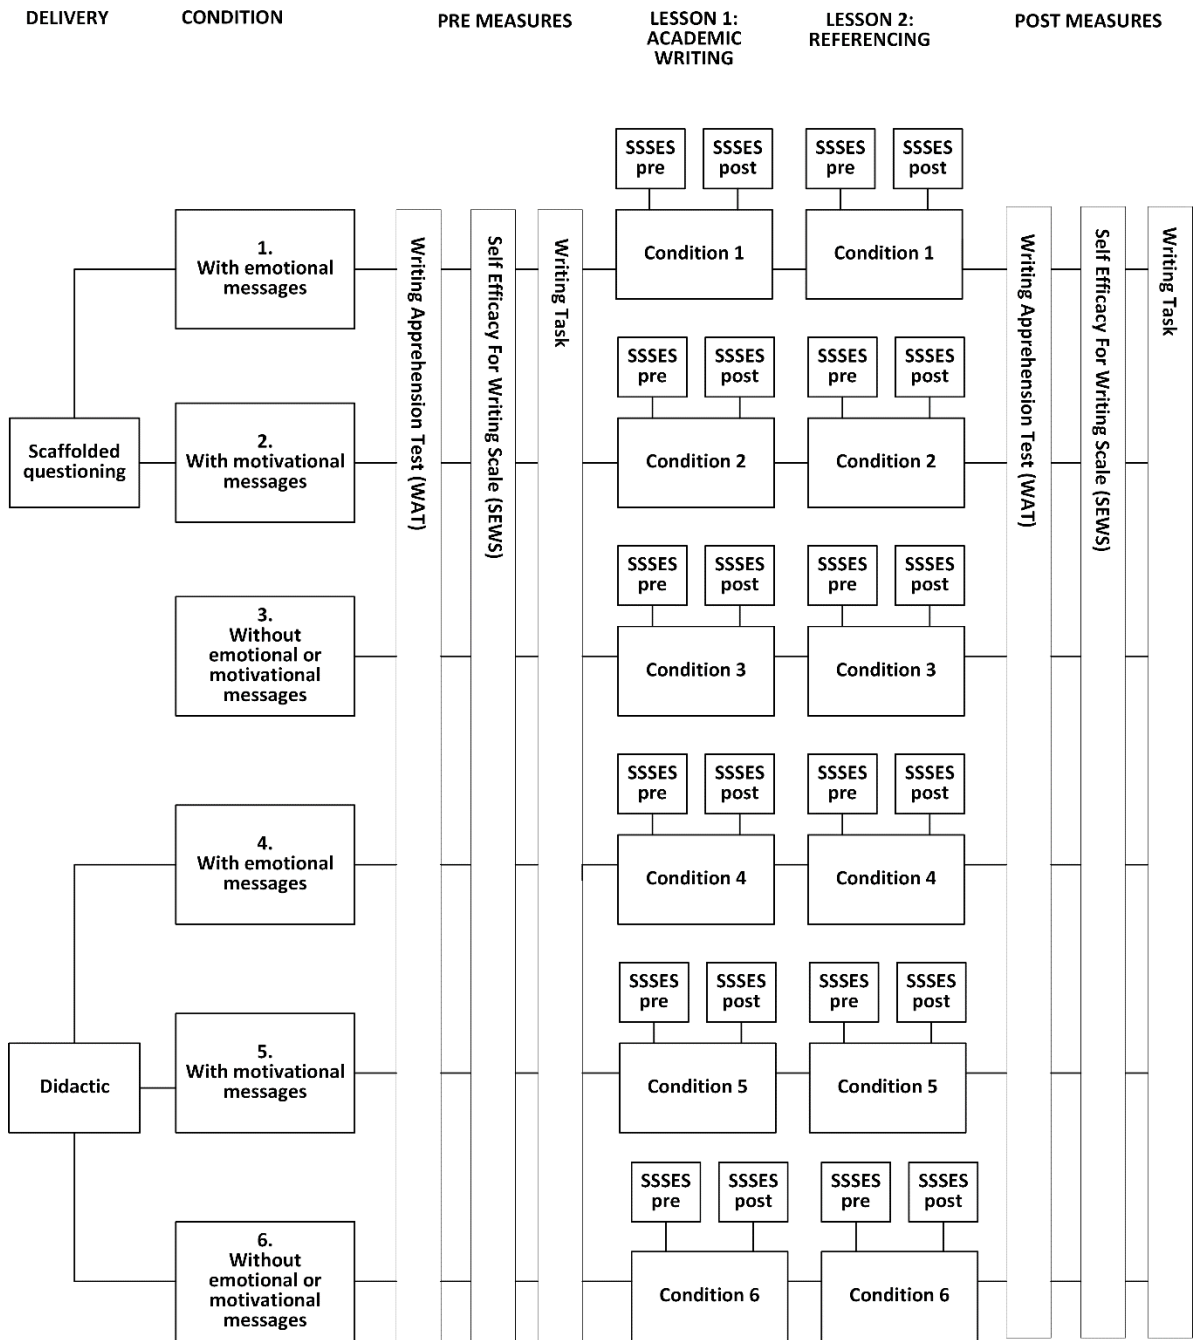 DELIVERY
CONDITION
PRE MEASURES
LESSON 1:
ACADEMIC
WRITING
LESSON 2:
REFERENCING
POST MEASURES
SSSES
pre
SSSES
post
SSSES
pre
SSSES
post
1.
With emotional
messages
Writing Apprehension Test (WAT)
Self Efficacy For Writing Scale (SEWS)
Writing Task
Condition 1
Condition 1
Writing Apprehension Test (WAT)
Self Efficacy For Writing Scale (SEWS)
Writing Task
SSSES
pre
SSSES
post
SSSES
pre
SSSES
post
Scaffolded
questioning
2.
With motivational
messages
Condition 2
Condition 2
SSSES
pre
SSSES
post
SSSES
pre
SSSES
post
3.
Without
emotional or
motivational
messages
Condition 3
Condition 3
SSSES
pre
SSSES
post
SSSES
pre
SSSES
post
4.
With emotional
messages
Condition 4
Condition 4
SSSES
pre
SSSES
post
SSSES
pre
SSSES
post
Didactic
5.
With motivational
messages
Condition 5
Condition 5
SSSES
pre
SSSES
post
SSSES
pre
SSSES
post
6.
Without
emotional or
motivational
messages
Condition 6
Condition 6